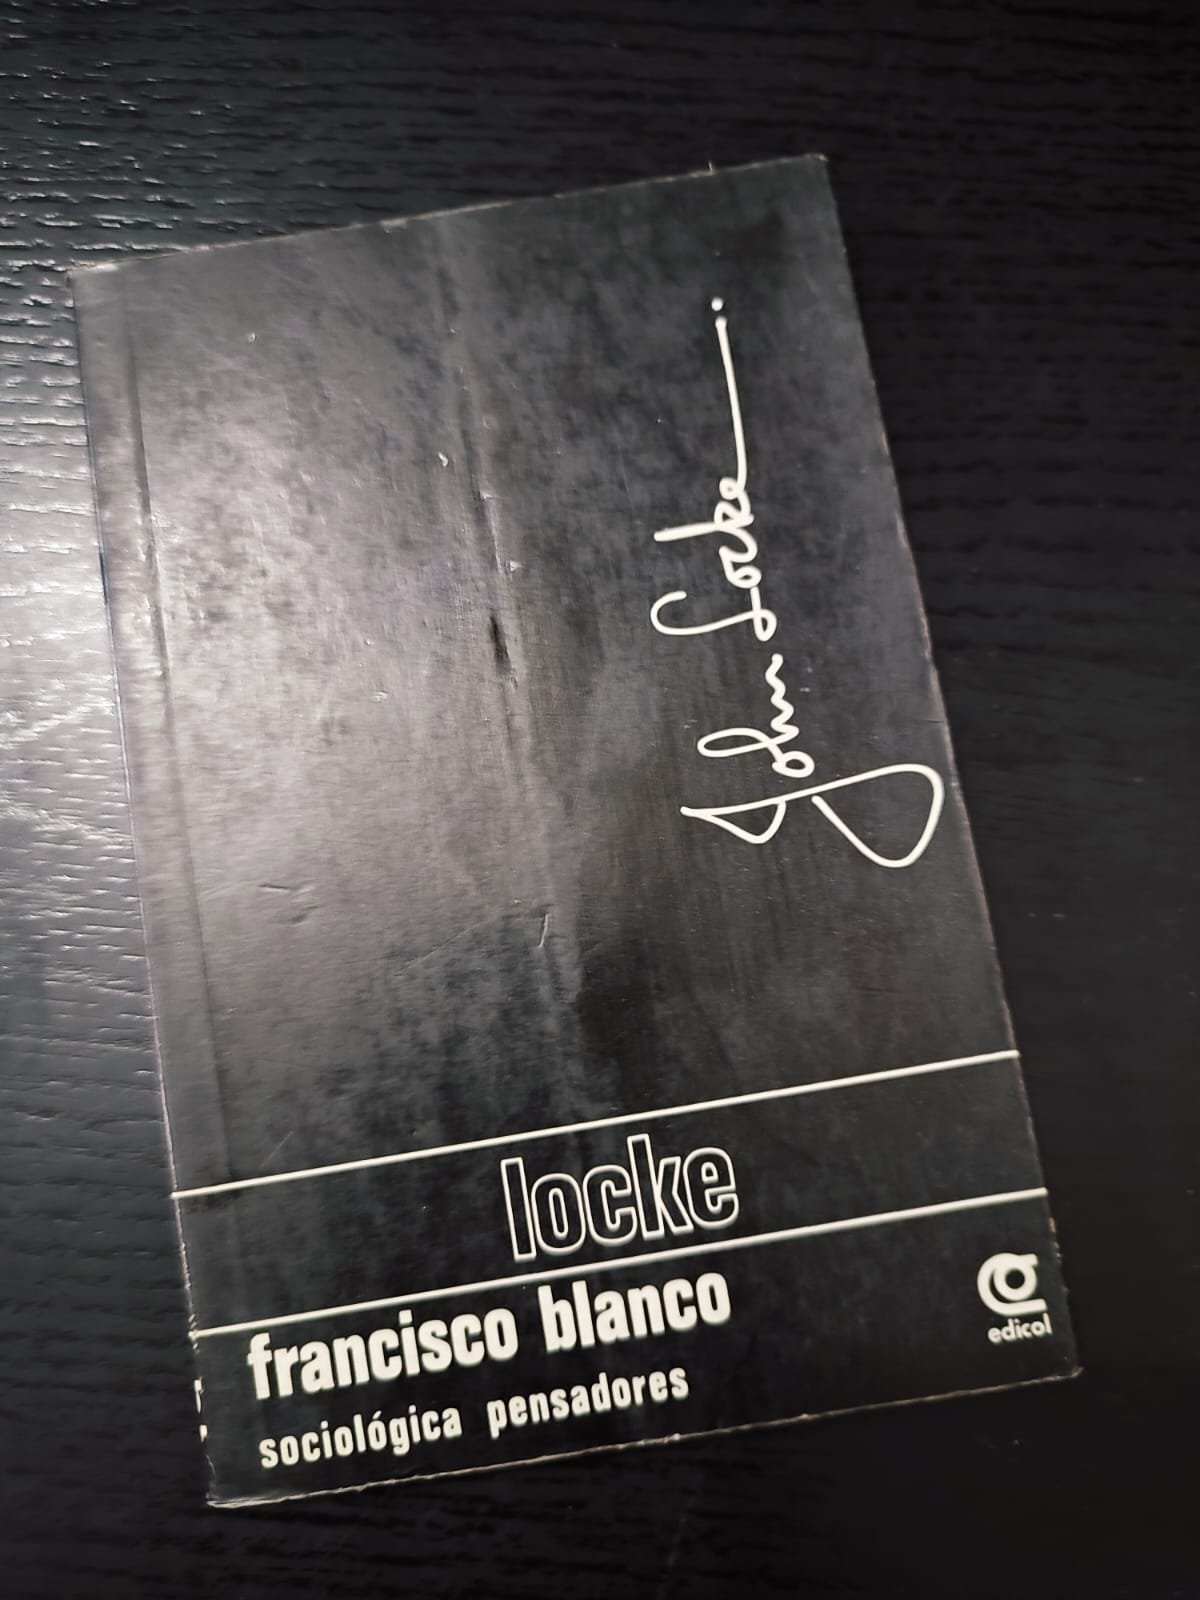 John Locke
locke
francisco blanco
sociológica pensadores
edicol